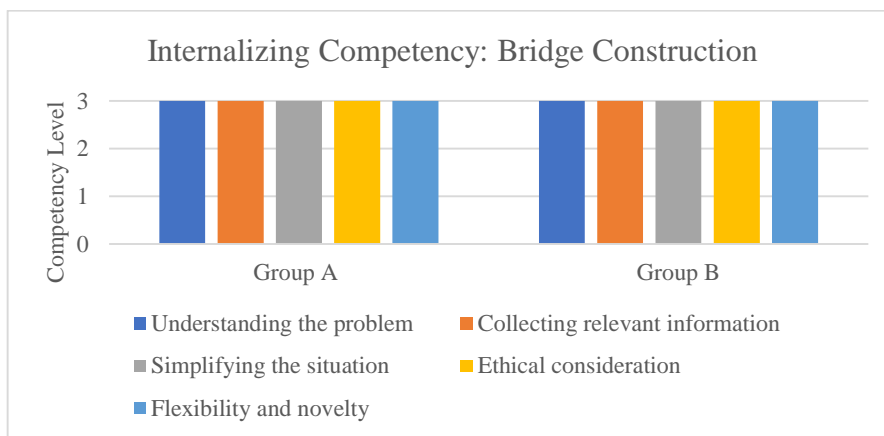 Internalizing Competency: Bridge Construction
Competency Level
3
2
1
0
Group A
Group B
Understanding the problem
Collecting relevant information
Simplifying the situation
Ethical consideration
Flexibility and novelty